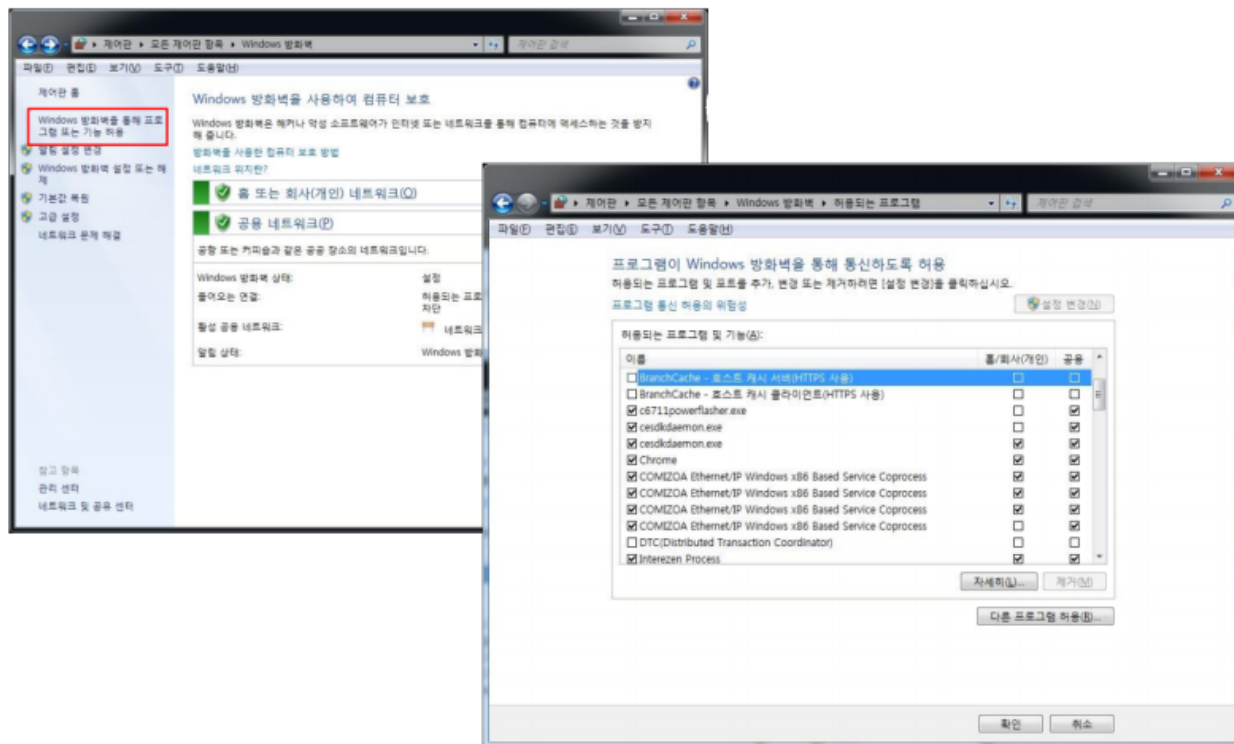 제어판 ▸ 모든 제어판 항목 ▸ Windows 방화벽
제어판 검색
파일(F) 편집(E) 보기(V) 도구(T) 도움말(H)
제어판 홈
Windows 방화벽을 통해 프로
그램 또는 기능 허용
알림 설정 변경
Windows 방화벽 설정 또는 해
제
기본값 복원
고급 설정
네트워크 문제 해결
참고 항목
관리 센터
네트워크 및 공유 센터
Windows 방화벽을 사용하여 컴퓨터 보호
Windows 방화벽은 해커나 악성 소프트웨어가 인터넷 또는 네트워크를 통해 컴퓨터에 액세스하는 것을 방지
해 줍니다.
방화벽을 사용한 컴퓨터 보호 방법
네트워크 위치란?
홈 또는 회사(개인) 네트워크(O)
공용 네트워크(P)
공항 또는 커피숍과 같은 공공 장소의 네트워크입니다.
Windows 방화벽 상태: 설정
들어오는 연결: 허용되는 프로
차단
활성 공용 네트워크: 네트워크
알림 상태: Windows 방화
제어판 ▸ 모든 제어판 항목 ▸ Windows 방화벽 ▸ 허용되는 프로그램
제어판 검색
파일(F) 편집(E) 보기(V) 도구(T) 도움말(H)
프로그램이 Windows 방화벽을 통해 통신하도록 허용
허용되는 프로그램 및 포트를 추가, 변경 또는 제거하려면 [설정 변경]을 클릭하십시오.
프로그램 통신 허용의 위험성
설정 변경(N)
허용되는 프로그램 및 기능(A):
이름 홈/회사(개인) 공용
BranchCache - 호스트 캐시 서버(HTTPS 사용)
BranchCache - 호스트 캐시 클라이언트(HTTPS 사용)
c6711powerflasher.exe
cesdkdaemon.exe
cesdkdaemon.exe
Chrome
COMIZOA Ethernet/IP Windows x86 Based Service Coprocess
COMIZOA Ethernet/IP Windows x86 Based Service Coprocess
COMIZOA Ethernet/IP Windows x86 Based Service Coprocess
COMIZOA Ethernet/IP Windows x86 Based Service Coprocess
DTC(Distributed Transaction Coordinator)
Interezen Process
자세히(L)... 제거(M)
다른 프로그램 허용(R)...
확인 취소